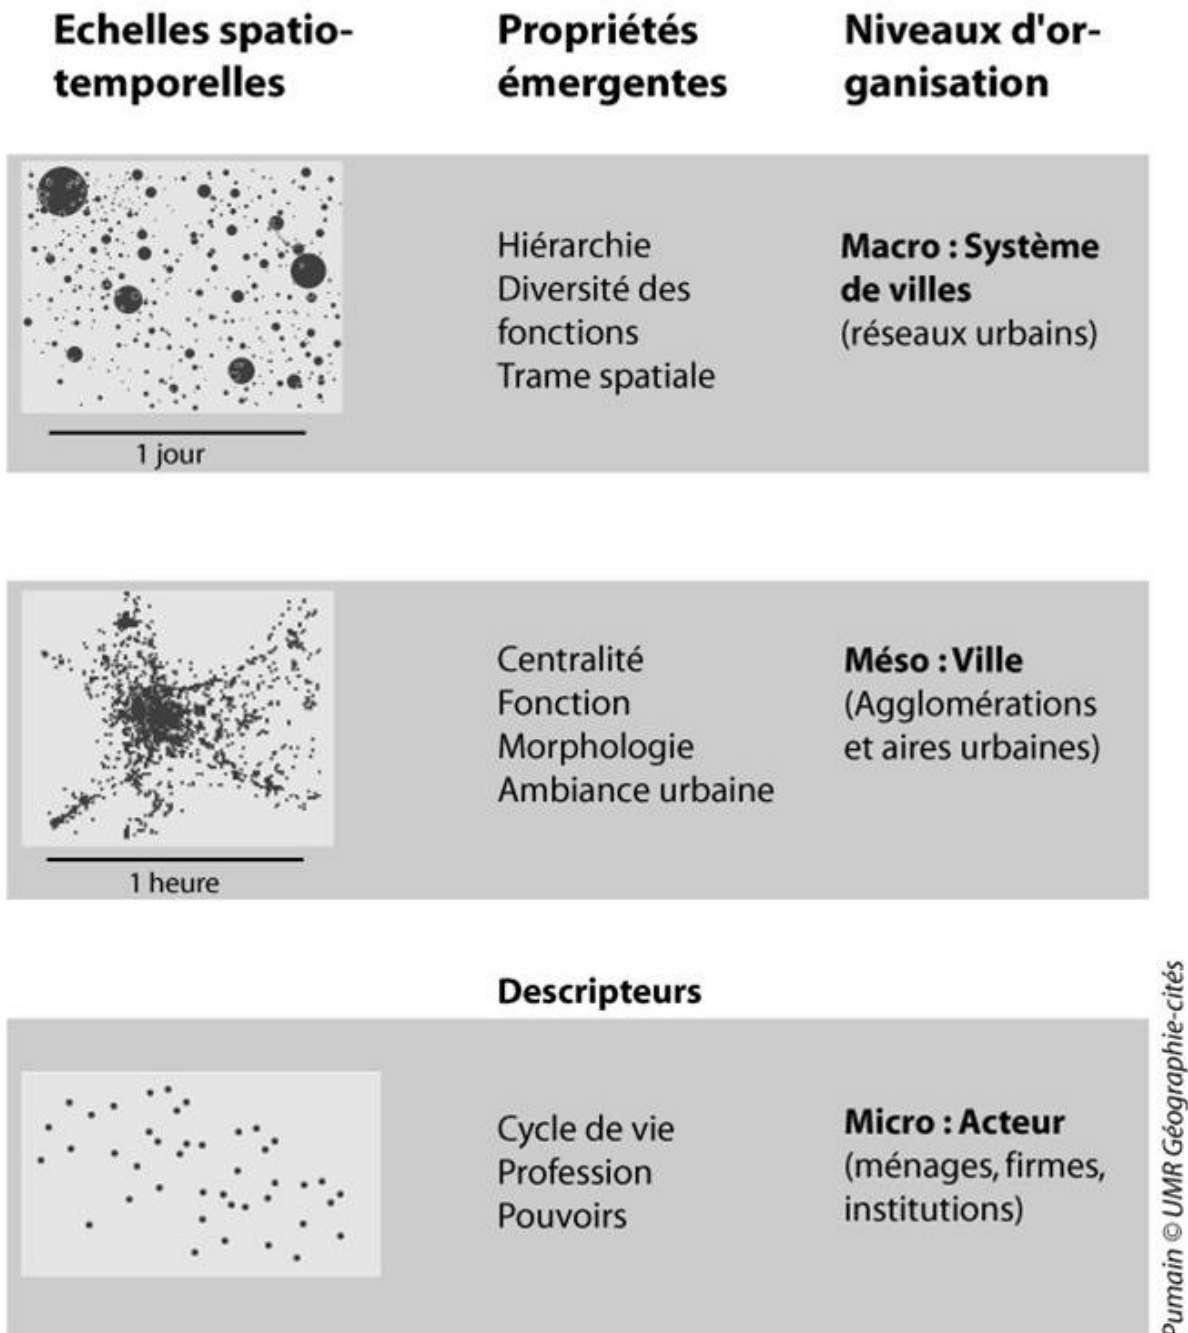 Echelles spatio-
temporelles
Propriétés
émergentes
Niveaux d'or-
ganisation
Hiérarchie
Diversité des
fonctions
Trame spatiale
Macro : Système
de villes
(réseaux urbains)
1 jour
Centralité
Fonction
Morphologie
Ambiance urbaine
Méso : Ville
(Agglomérations
et aires urbaines)
1 heure
Descripteurs
Cycle de vie
Profession
Pouvoirs
Micro : Acteur
(ménages, firmes,
institutions)
Pumain © UMR Géographie-cités